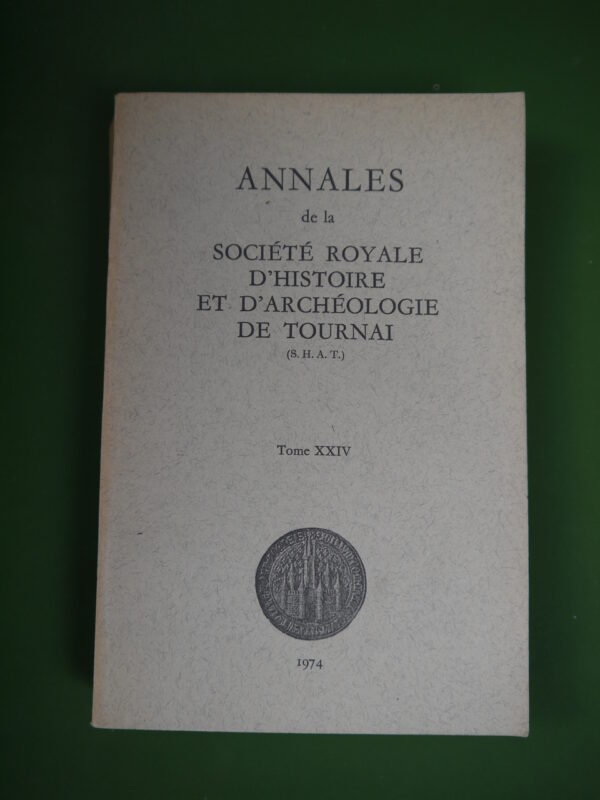 ANNALES
de la
SOCIÉTÉ ROYALE
D'HISTOIRE
ET D'ARCHÉOLOGIE
DE TOURNAI
(S. H. A. T.)
Tome XXIV
1974